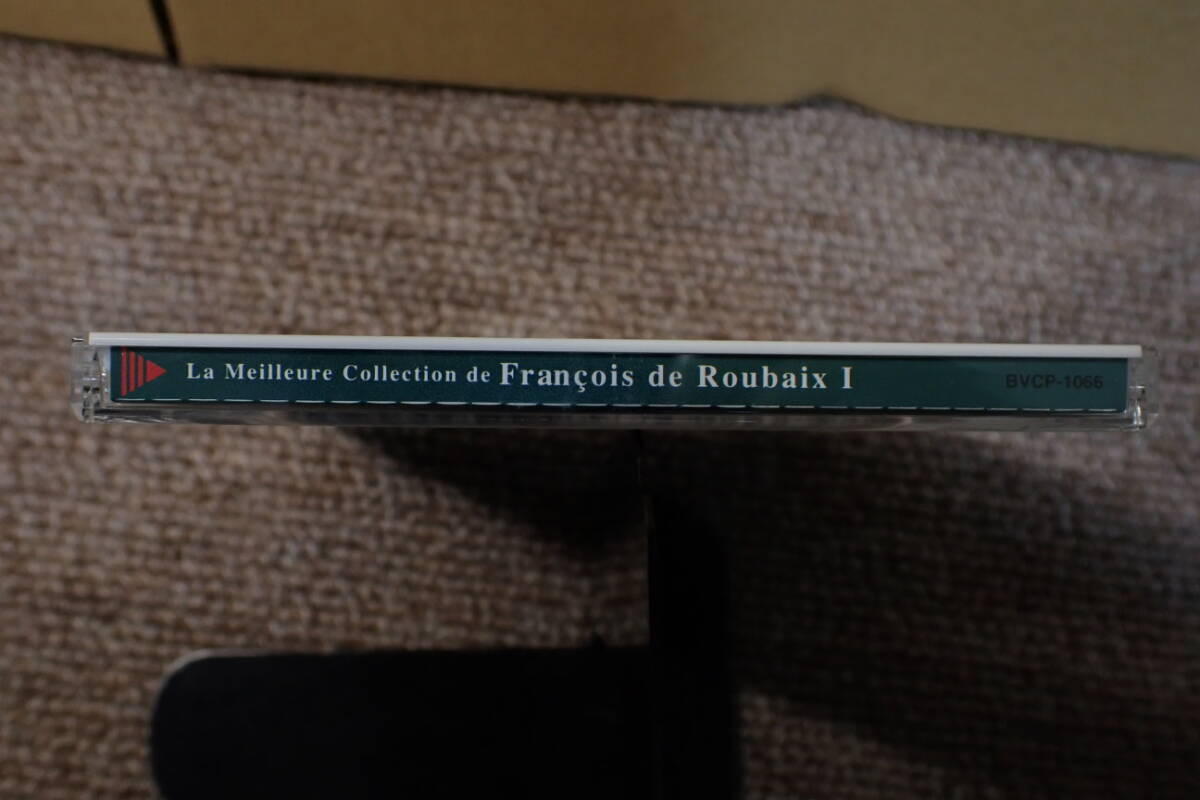 La Meilleure Collection de François de Roubaix I BVCP-1066